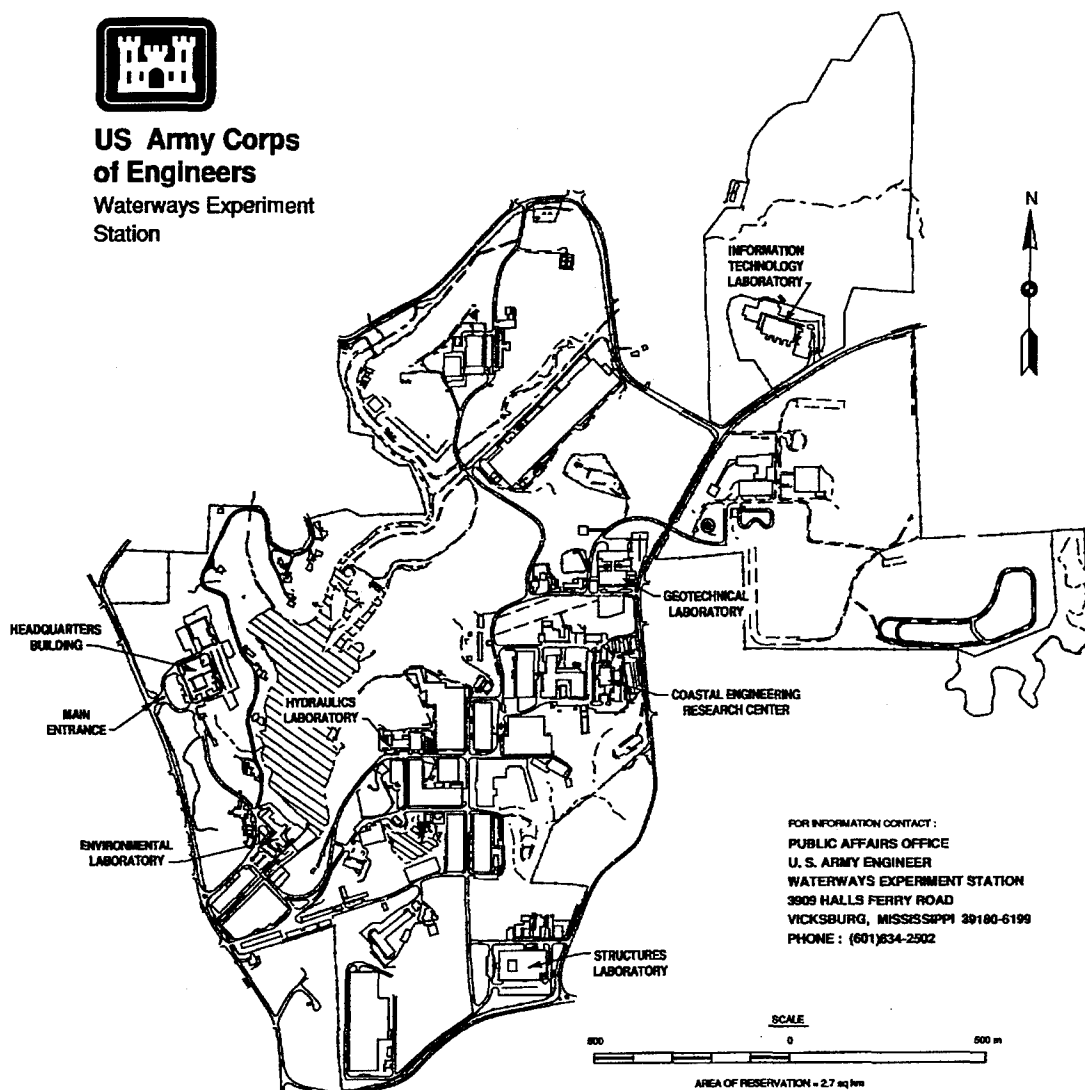 US Army Corps
of Engineers
Waterways Experiment
Station
N
INFORMATION
TECHNOLOGY
LABORATORY
GEOTECHNICAL
LABORATORY
HEADQUARTERS
BUILDING
HYDRAULICS
LABORATORY
COASTAL ENGINEERING
RESEARCH CENTER
MAIN
ENTRANCE
ENVIRONMENTAL
LABORATORY
STRUCTURES
LABORATORY
FOR INFORMATION CONTACT :
PUBLIC AFFAIRS OFFICE
U. S. ARMY ENGINEER
WATERWAYS EXPERIMENT STATION
3909 HALLS FERRY ROAD
VICKSBURG, MISSISSIPPI 39180-6199
PHONE : (601)634-2502
SCALE
500 0 500 m
AREA OF RESERVATION = 2.7 sq km